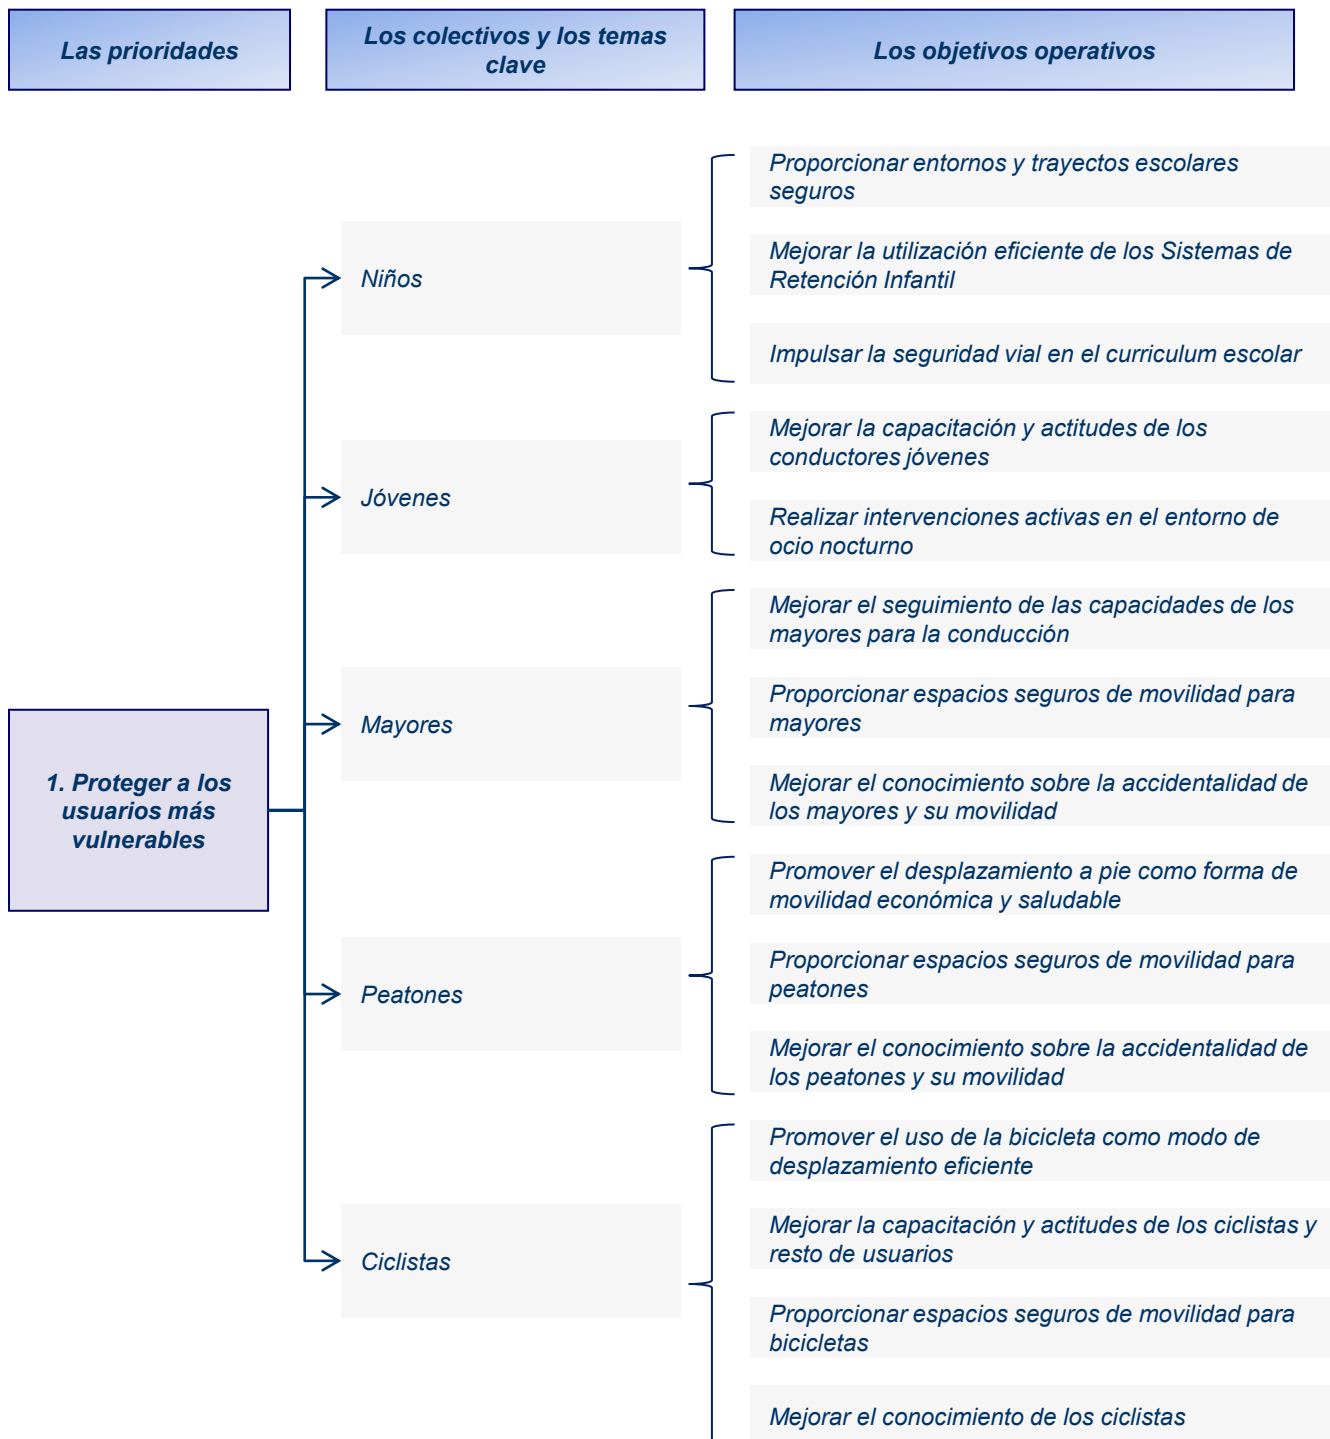 Las prioridades
Los colectivos y los temas
clave
Los objetivos operativos
1. Proteger a los
usuarios más
vulnerables
Niños
Proporcionar entornos y trayectos escolares
seguros
Mejorar la utilización eficiente de los Sistemas de
Retención Infantil
Impulsar la seguridad vial en el curriculum escolar
Jóvenes
Mejorar la capacitación y actitudes de los
conductores jóvenes
Realizar intervenciones activas en el entorno de
ocio nocturno
Mayores
Mejorar el seguimiento de las capacidades de los
mayores para la conducción
Proporcionar espacios seguros de movilidad para
mayores
Mejorar el conocimiento sobre la accidentalidad de
los mayores y su movilidad
Peatones
Promover el desplazamiento a pie como forma de
movilidad económica y saludable
Proporcionar espacios seguros de movilidad para
peatones
Mejorar el conocimiento sobre la accidentalidad de
los peatones y su movilidad
Ciclistas
Promover el uso de la bicicleta como modo de
desplazamiento eficiente
Mejorar la capacitación y actitudes de los ciclistas y
resto de usuarios
Proporcionar espacios seguros de movilidad para
bicicletas
Mejorar el conocimiento de los ciclistas